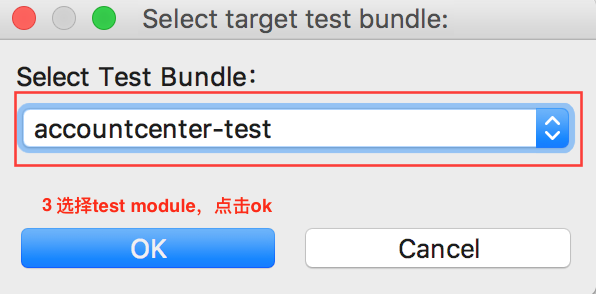 Select target test bundle:
Select Test Bundle：
accountcenter-test
3 选择test module，点击ok
OK
Cancel